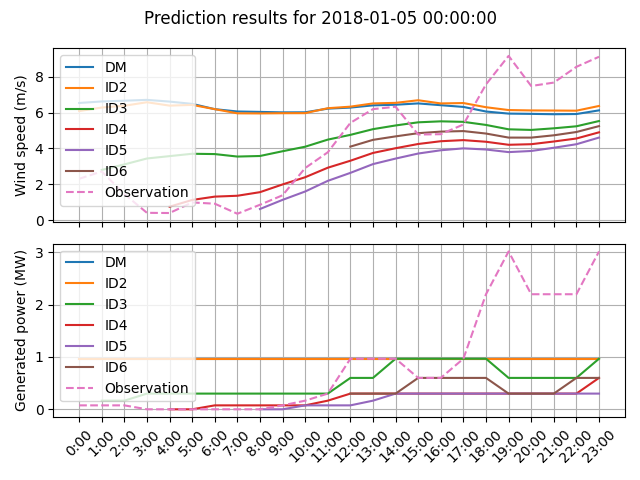 Prediction results for 2018-01-05 00:00:00
Wind speed (m/s)
8
6
4
2
0
DM
ID2
ID3
ID4
ID5
ID6
Observation
Generated power (MW)
3
2
1
0
DM
ID2
ID3
ID4
ID5
ID6
Observation
0:00 1:00 2:00 3:00 4:00 5:00 6:00 7:00 8:00 9:00 10:00 11:00 12:00 13:00 14:00 15:00 16:00 17:00 18:00 19:00 20:00 21:00 22:00 23:00